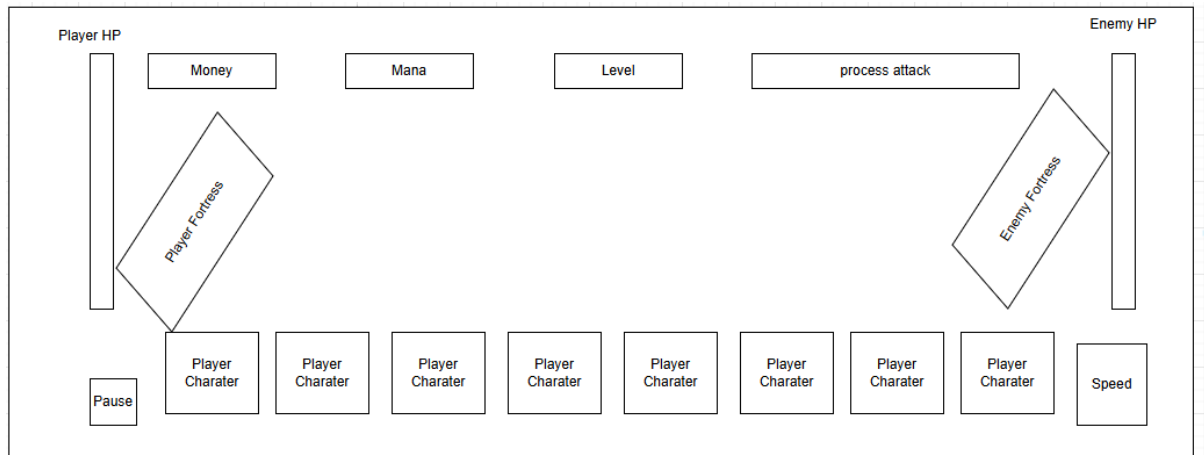 Player HP
Enemy HP
Money
Mana
Level
process attack
Player Fortress
Enemy Fortress
Player
Charater
Player
Charater
Player
Charater
Player
Charater
Player
Charater
Player
Charater
Player
Charater
Player
Charater
Pause
Speed